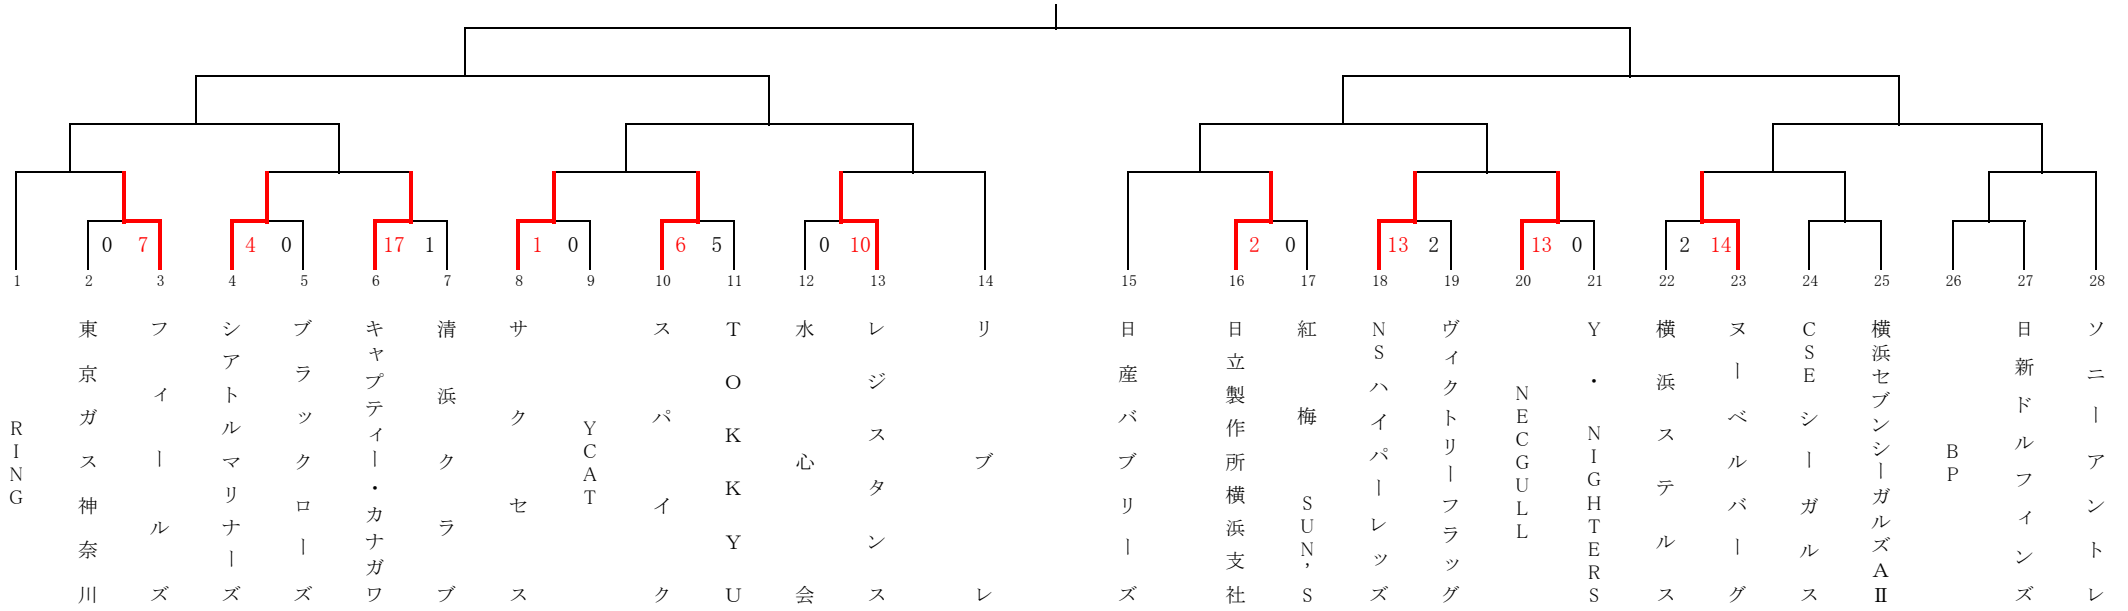 0 7 4 0 17 1 1 0 6 5 0 10 2 0 13 2 13 0 2 14
1 2 3 4 5 6 7 8 9 10 11 12 13 14 15 16 17 18 19 20 21 22 23 24 25 26 27 28
RING
東京ガス神奈川
フィールズ
シアトルマリナーズ
ブラックローズ
キャプティー・カナガワ
清浜クラブ
サクセス
YCAT
スパイク
TOKKYU
水心会
レジスタンス
リブレ
日産バブリーズ
日立製作所横浜支社
紅梅SUN’S
NSハイパーレッズ
ヴィクトリーフラッグ
NECGULL
Y・NIGHTERS
横浜ステルス
ヌーベルバーグ
CSEシーガルス
横浜セブンシーガルズAⅡ
BP
日新ドルフィンズ
ソニーアントレ